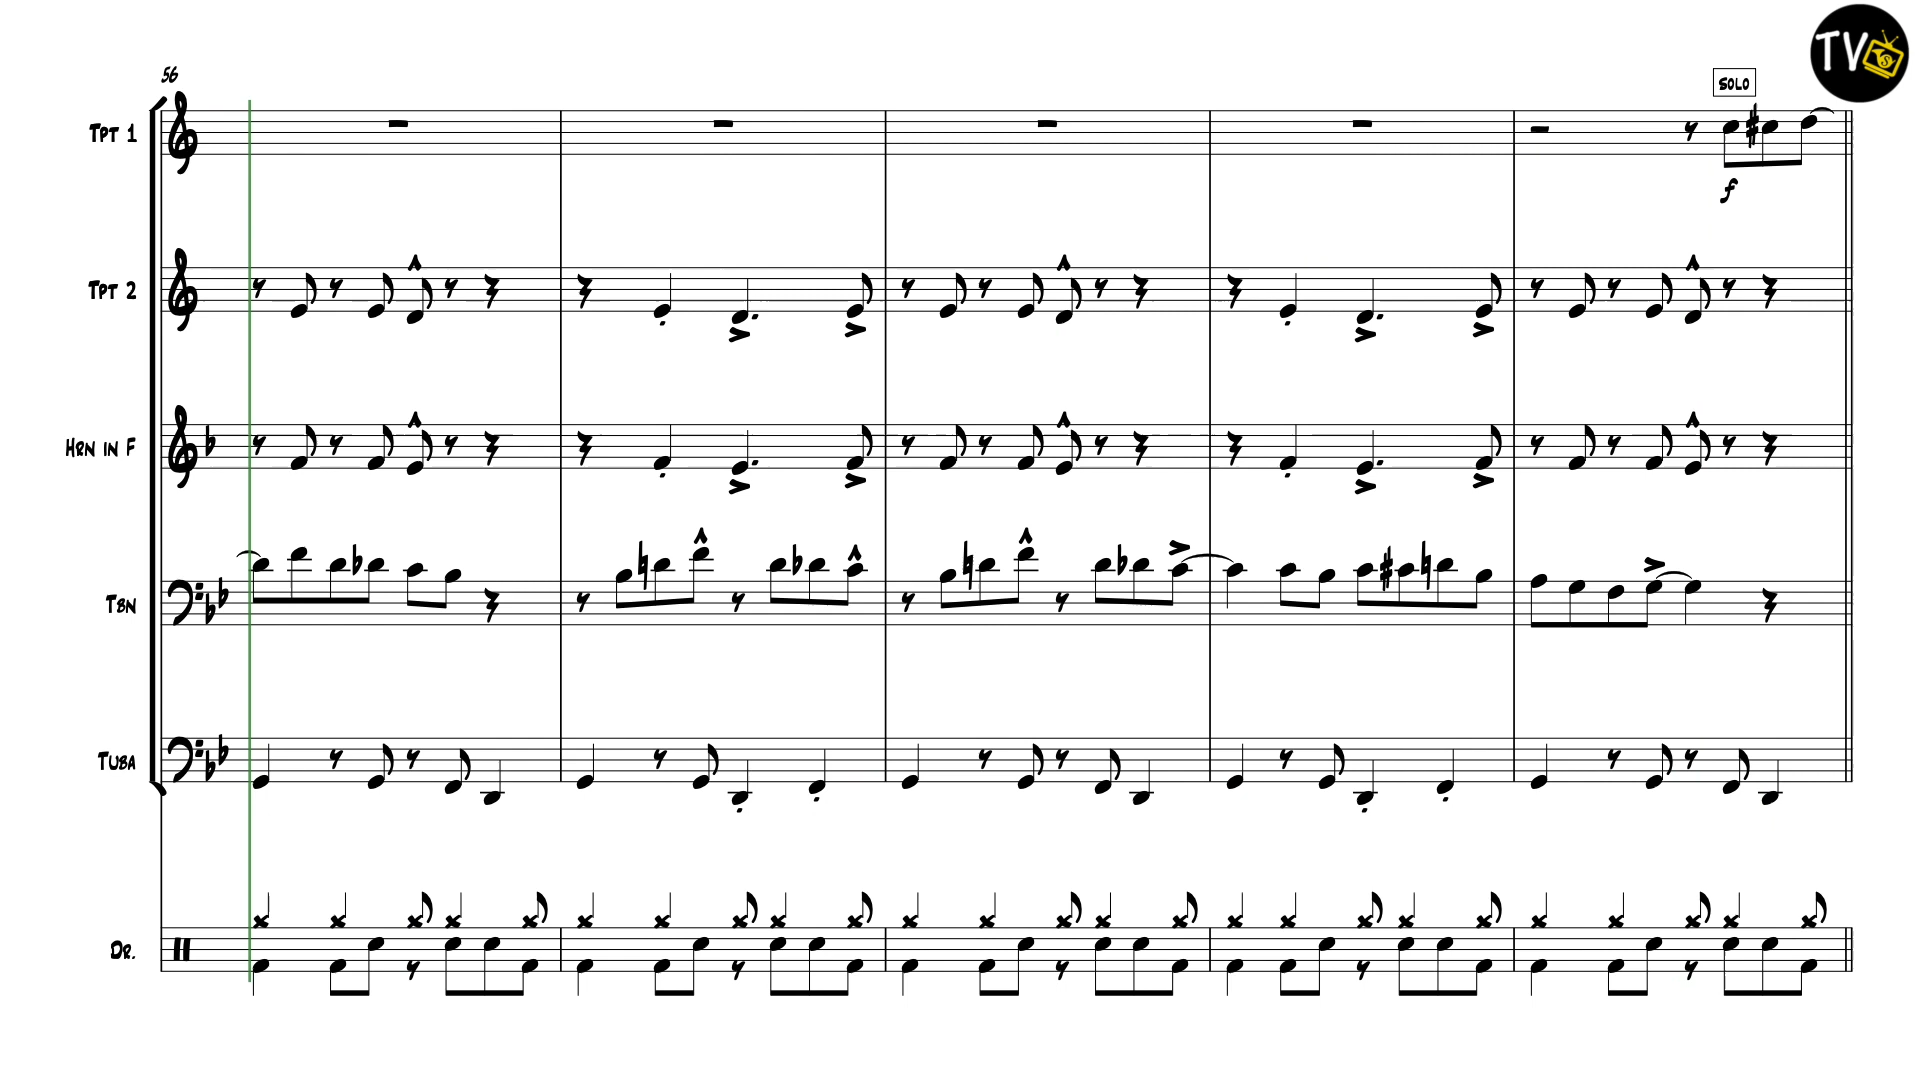 TV
56
SOLO
TPT 1
f
TPT 2
HRN IN F
TBN
TUBA
DR.